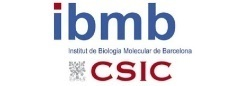 ibmb
Institut de Biologia Molecular de Barcelona
CSIC